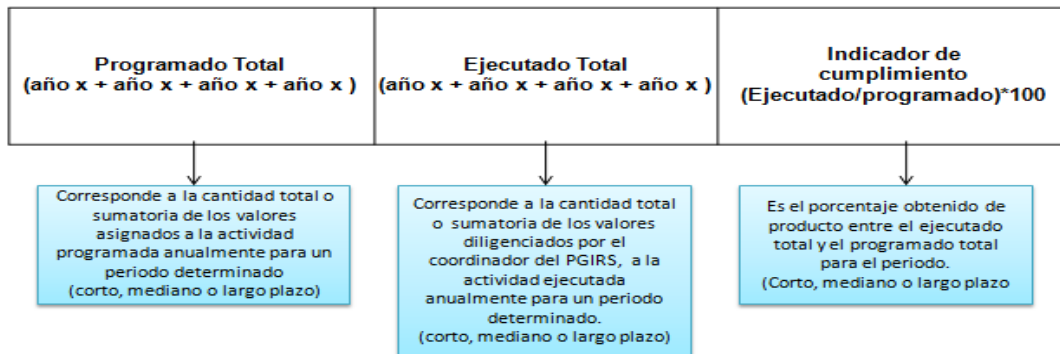 Programado Total
(año x + año x + año x + año x )
Ejecutado Total
(año x + año x + año x + año x )
Indicador de
cumplimiento
(Ejecutado/programado)*100
Corresponde a la cantidad total o
sumatoria de los valores
asignados a la actividad
programada anualmente para un
periodo determinado
(corto, mediano o largo plazo)
Corresponde a la cantidad total
o sumatoria de los valores
diligenciados por el
coordinador del PGIRS, a la
actividad ejecutada
anualmente para un periodo
determinado.
(corto, mediano o largo plazo)
Es el porcentaje obtenido de
producto entre el ejecutado
total y el programado total
para el periodo.
(Corto, mediano o largo plazo